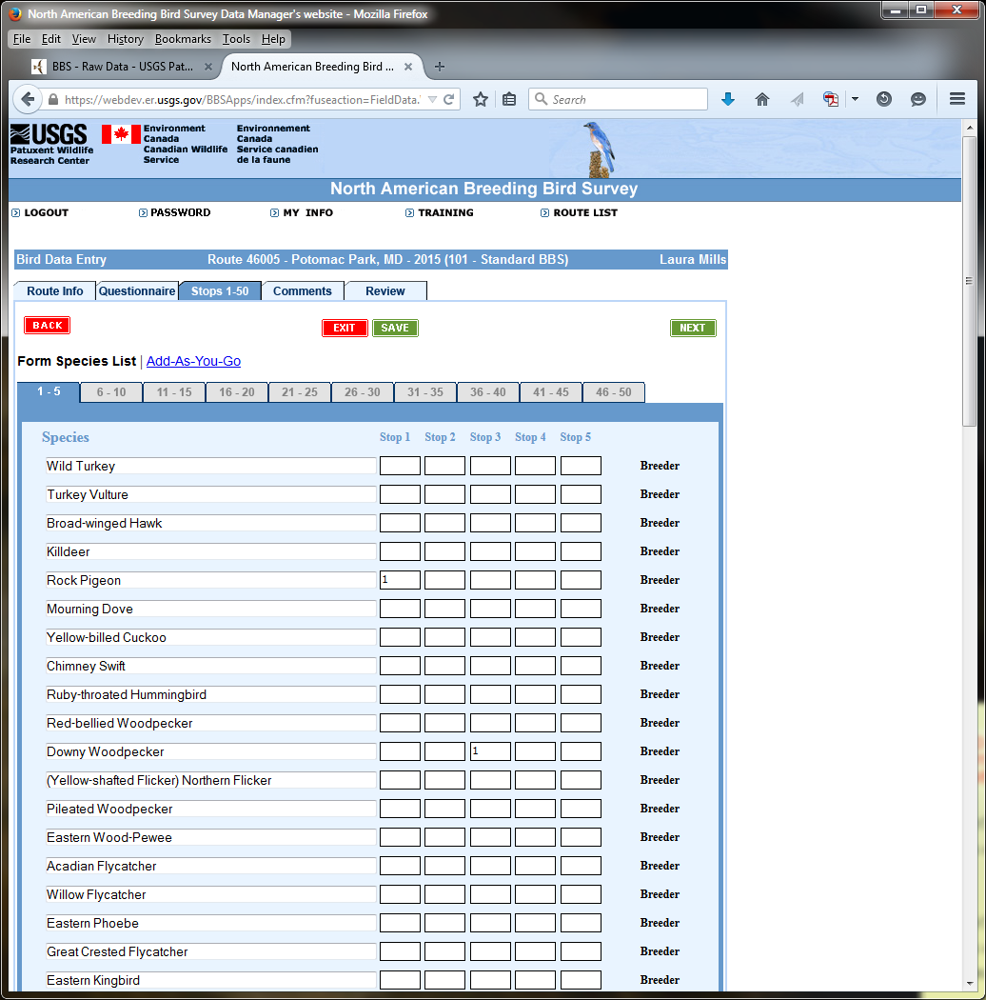 North American Breeding Bird Survey Data Manager's website - Mozilla Firefox
File Edit View History Bookmarks Tools Help
BBS - Raw Data - USGS Pat... North American Breeding Bird ...
https://webdev.er.usgs.gov/BBSApps/index.cfm?fuseaction=FieldData. Search
USGS
Patuxent Wildlife
Research Center
Environment
Canada
Canadian Wildlife
Service
Environnement
Canada
Service canadien
de la faune
North American Breeding Bird Survey
LOGOUT PASSWORD MY INFO TRAINING ROUTE LIST
Bird Data Entry Route 46005 - Potomac Park, MD - 2015 (101 - Standard BBS) Laura Mills
Route Info Questionnaire Stops 1-50 Comments Review
BACK EXIT SAVE NEXT
Form Species List | Add-As-You-Go
1 - 5 6 - 10 11 - 15 16 - 20 21 - 25 26 - 30 31 - 35 36 - 40 41 - 45 46 - 50
Species Stop 1 Stop 2 Stop 3 Stop 4 Stop 5
Wild Turkey Breeder
Turkey Vulture Breeder
Broad-winged Hawk Breeder
Killdeer Breeder
Rock Pigeon 1 Breeder
Mourning Dove Breeder
Yellow-billed Cuckoo Breeder
Chimney Swift Breeder
Ruby-throated Hummingbird Breeder
Red-bellied Woodpecker Breeder
Downy Woodpecker 1 Breeder
(Yellow-shafted Flicker) Northern Flicker Breeder
Pileated Woodpecker Breeder
Eastern Wood-Pewee Breeder
Acadian Flycatcher Breeder
Willow Flycatcher Breeder
Eastern Phoebe Breeder
Great Crested Flycatcher Breeder
Eastern Kingbird Breeder